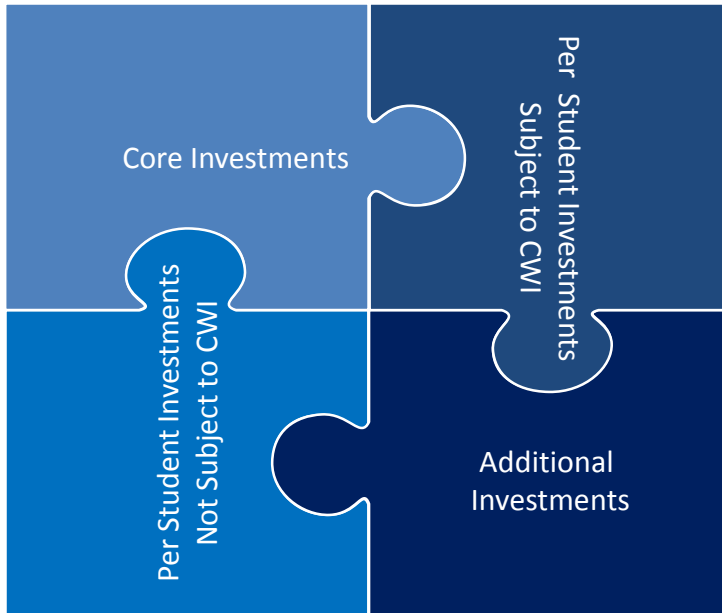 Core Investments
Per Student Investments
Subject to CWI
Per Student Investments
Not Subject to CWI
Additional
Investments